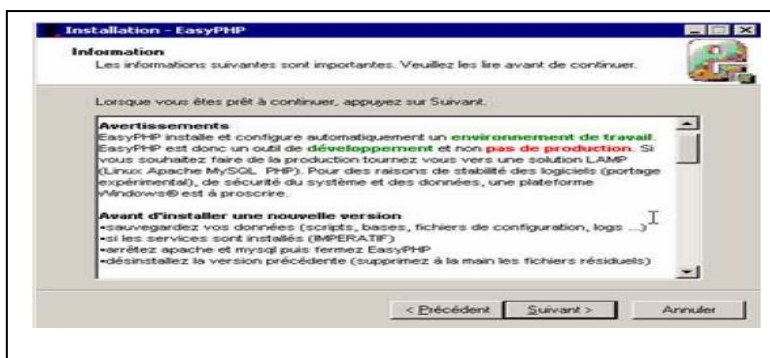 Installation - EasyPHP
Information
Les informations suivantes sont importantes. Veuillez les lire avant de continuer.
Lorsque vous êtes prêt à continuer, appuyez sur Suivant.
Avertissements
EasyPHP installe et configure automatiquement un environnement de travail.
EasyPHP est donc un outil de développement et non pas de production. Si
vous souhaitez faire de la production tournez vous vers une solution LAMP
(Linux Apache MySQL PHP). Pour des raisons de stabilité des logiciels (portage
expérimental), de sécurité du système et des données, une plateforme
Windows® est à proscrire.
Avant d'installer une nouvelle version
•sauvegardez vos données (scripts, bases, fichiers de configuration, logs ...)
•si les services sont installés (IMPERATIF)
•arrêtez apache et mysql puis fermez EasyPHP
•désinstallez la version précédente (supprimez à la main les fichiers résiduels)
< Précédent Suivant > Annuler